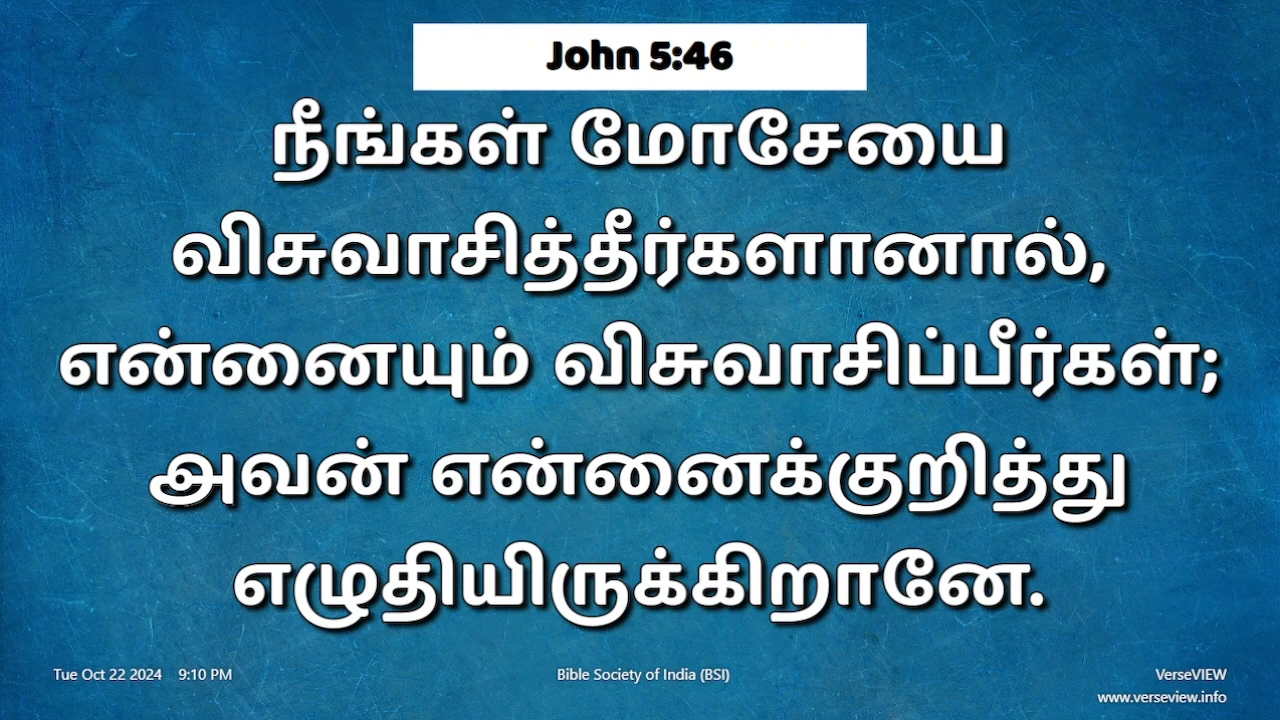 John 5:46
நீங்கள் மோசேயை
விசுவாசித்தீர்களானால்,
என்னையும் விசுவாசிப்பீர்கள்;
அவன் என்னைக்குறித்து
எழுதியிருக்கிறானே.
Tue Oct 22 2024 9:10 PM
Bible Society of India (BSI)
VerseVIEW
www.verseview.info